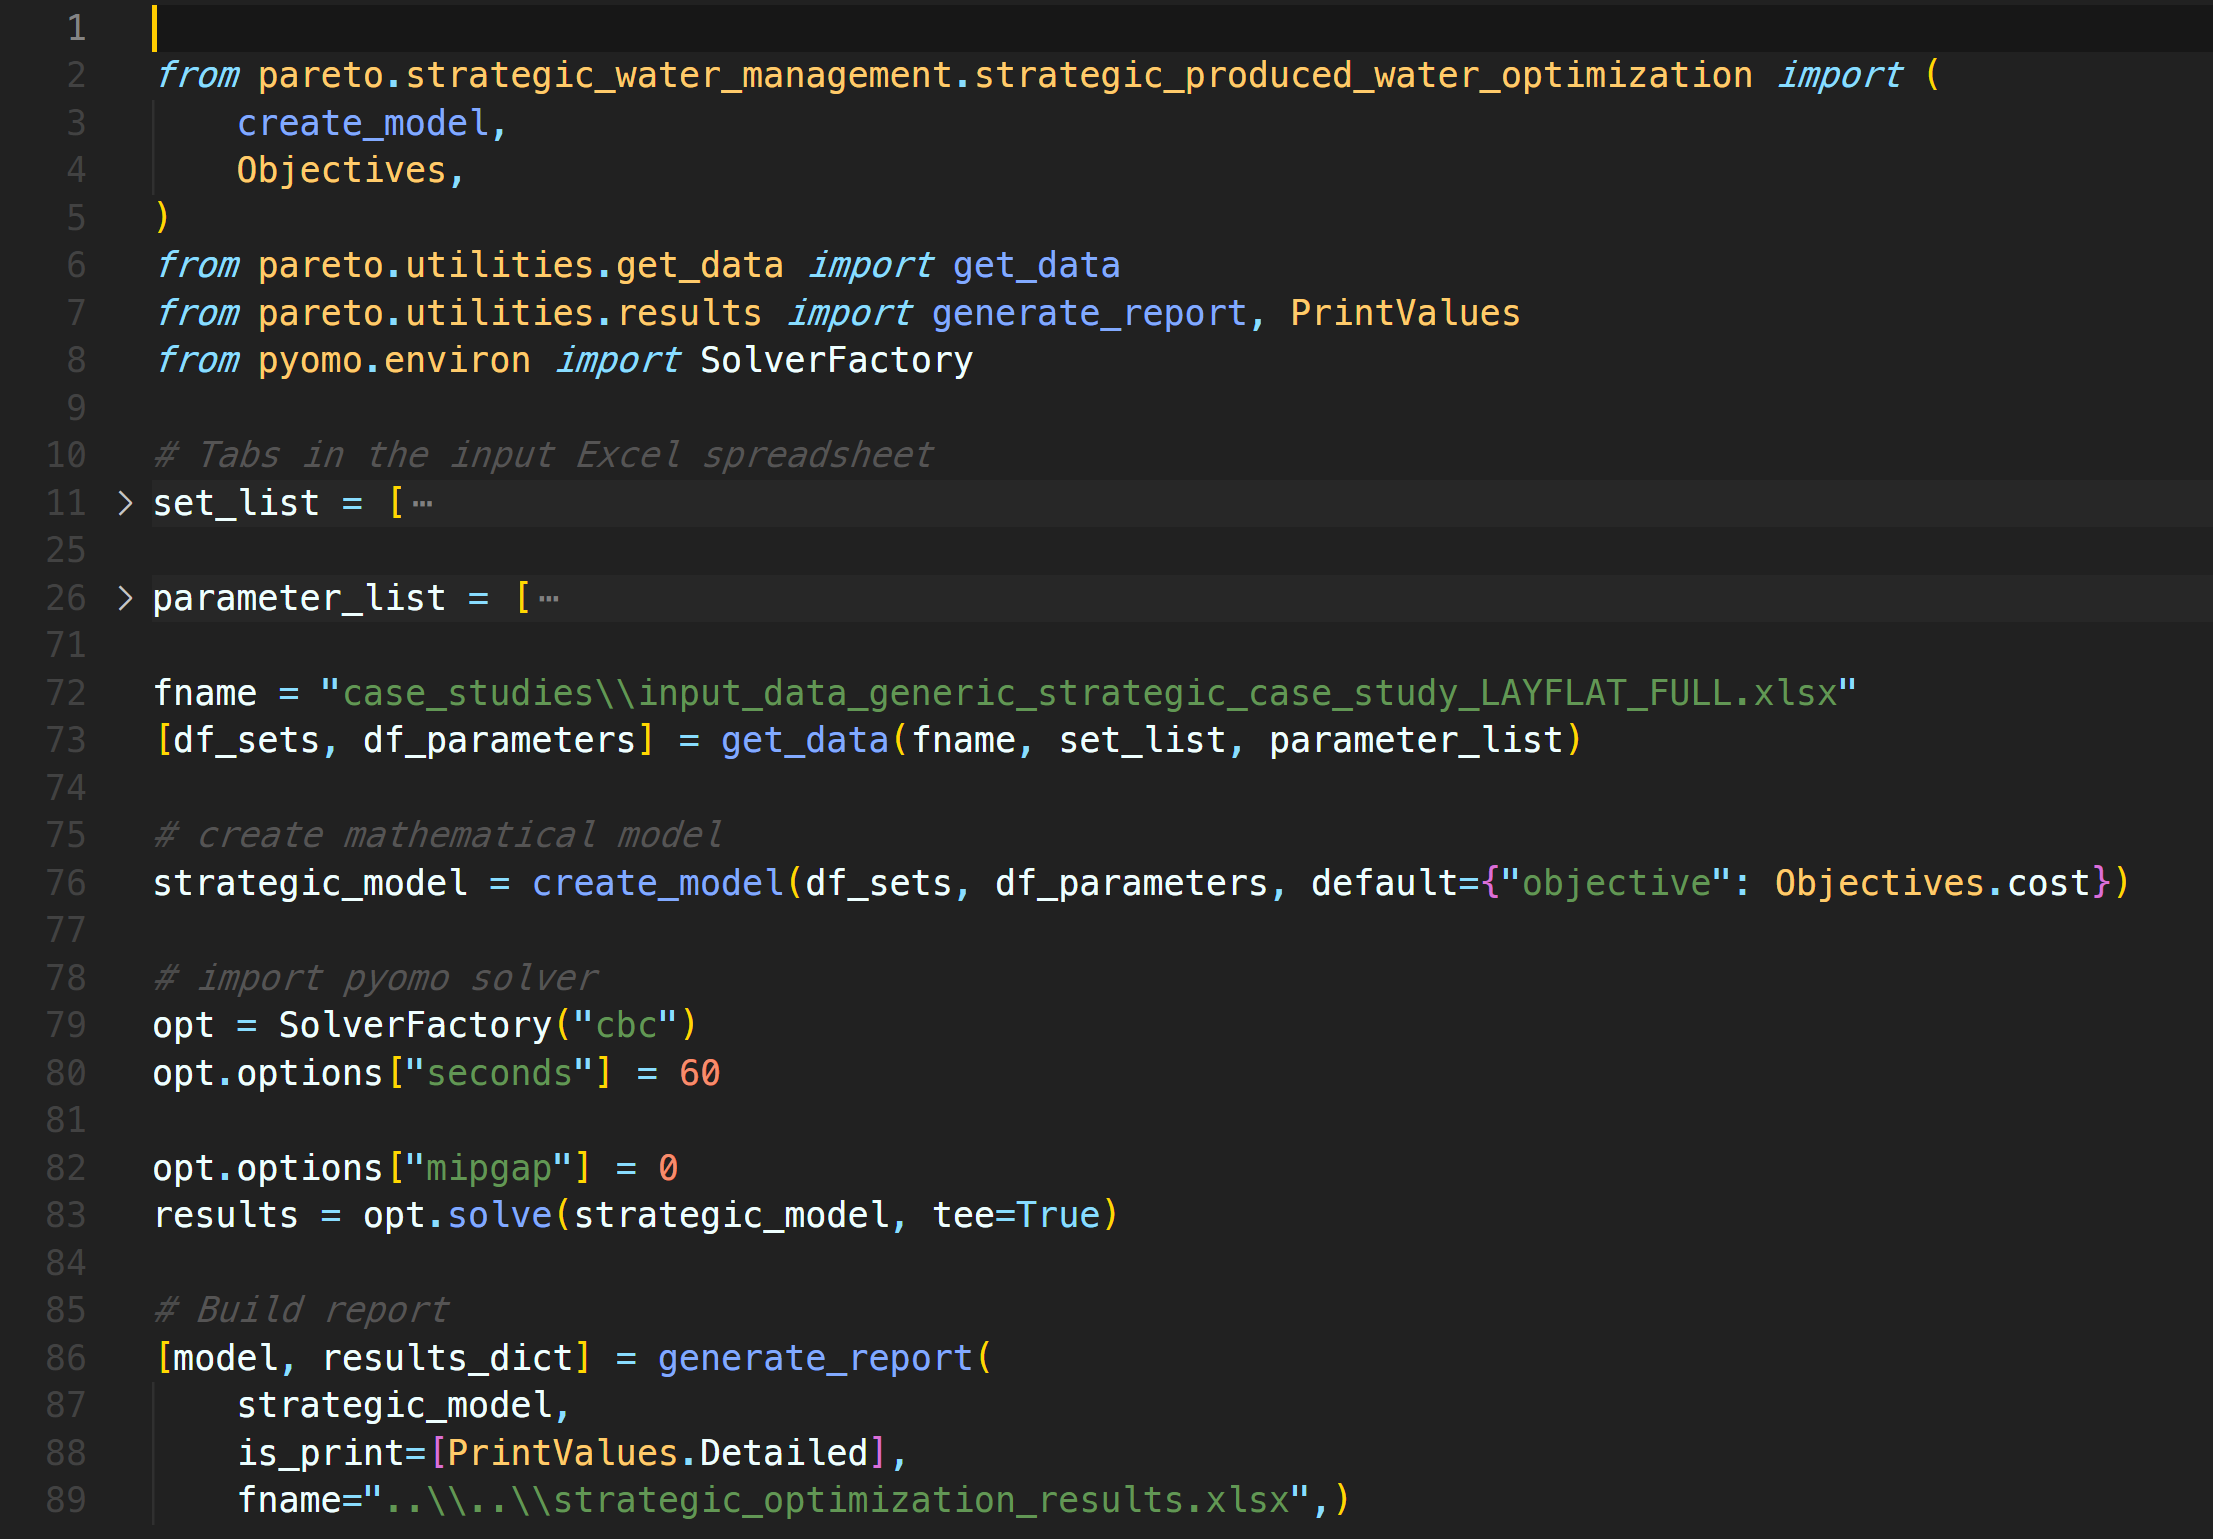 1
2 from pareto.strategic_water_management.strategic_produced_water_optimization import (
3     create_model,
4     Objectives,
5 )
6 from pareto.utilities.get_data import get_data
7 from pareto.utilities.results import generate_report, PrintValues
8 from pyomo.environ import SolverFactory
9
10 # Tabs in the input Excel spreadsheet
11 > set_list = [ ⋯
25
26 > parameter_list = [ ⋯
71
72 fname = "case_studies\\input_data_generic_strategic_case_study_LAYFLAT_FULL.xlsx"
73 [df_sets, df_parameters] = get_data(fname, set_list, parameter_list)
74
75 # create mathematical model
76 strategic_model = create_model(df_sets, df_parameters, default={"objective": Objectives.cost})
77
78 # import pyomo solver
79 opt = SolverFactory("cbc")
80 opt.options["seconds"] = 60
81
82 opt.options["mipgap"] = 0
83 results = opt.solve(strategic_model, tee=True)
84
85 # Build report
86 [model, results_dict] = generate_report(
87     strategic_model,
88     is_print=[PrintValues.Detailed],
89     fname="..\\..\\strategic_optimization_results.xlsx",)